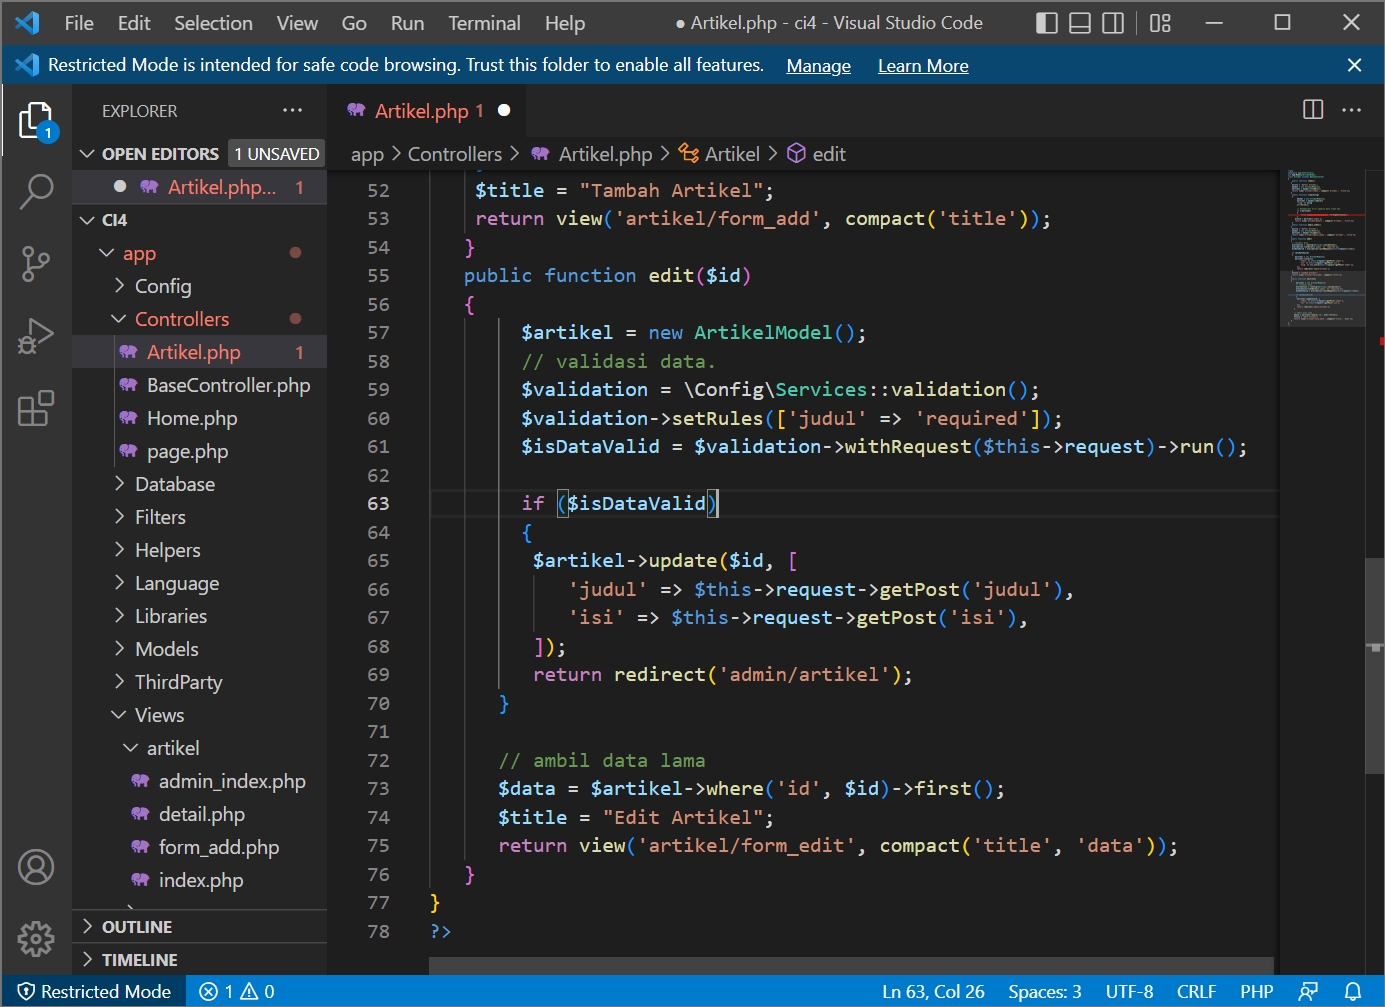 File Edit Selection View Go Run Terminal Help ● Artikel.php - ci4 - Visual Studio Code
Restricted Mode is intended for safe code browsing. Trust this folder to enable all features. Manage Learn More
1
EXPLORER ···
OPEN EDITORS 1 UNSAVED
● Artikel.php... 1
CI4
app
Config
Controllers
Artikel.php 1
BaseController.php
Home.php
page.php
Database
Filters
Helpers
Language
Libraries
Models
ThirdParty
Views
artikel
admin_index.php
detail.php
form_add.php
index.php
OUTLINE
TIMELINE
Artikel.php 1 ●
app > Controllers > Artikel.php > Artikel > edit
52 $title = "Tambah Artikel";
53 return view('artikel/form_add', compact('title'));
54 }
55 public function edit($id)
56 {
57 $artikel = new ArtikelModel();
58 // validasi data.
59 $validation = \Config\Services::validation();
60 $validation->setRules(['judul' => 'required']);
61 $isDataValid = $validation->withRequest($this->request)->run();
62
63 if ($isDataValid)
64 {
65 $artikel->update($id, [
66 'judul' => $this->request->getPost('judul'),
67 'isi' => $this->request->getPost('isi'),
68 ]);
69 return redirect('admin/artikel');
70 }
71
72 // ambil data lama
73 $data = $artikel->where('id', $id)->first();
74 $title = "Edit Artikel";
75 return view('artikel/form_edit', compact('title', 'data'));
76 }
77 }
78 ?>
Restricted Mode 1 0 Ln 63, Col 26 Spaces: 3 UTF-8 CRLF PHP